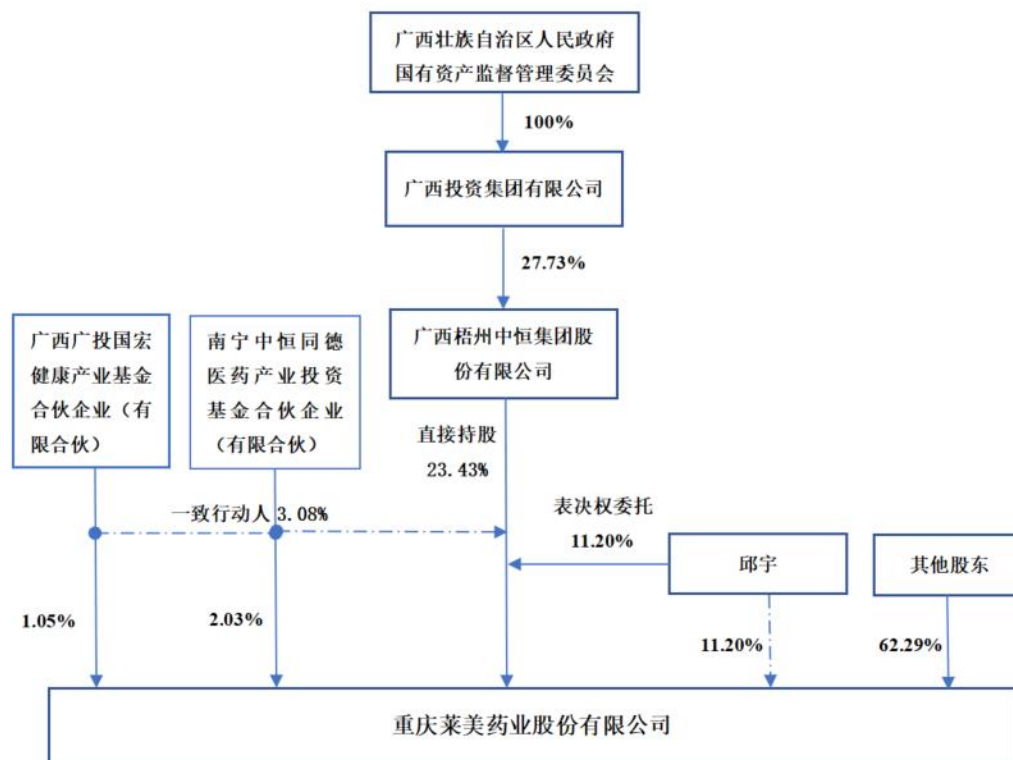 广西壮族自治区人民政府
国有资产监督管理委员会
100%
广西投资集团有限公司
27.73%
广西广投国宏
健康产业基金
合伙企业（有
限合伙）
南宁中恒同德
医药产业投资
基金合伙企业
（有限合伙）
广西梧州中恒集团股
份有限公司
直接持股
23.43%
一致行动人 3.08%
表决权委托
11.20%
邱宇
其他股东
1.05%
2.03%
11.20%
62.29%
重庆莱美药业股份有限公司